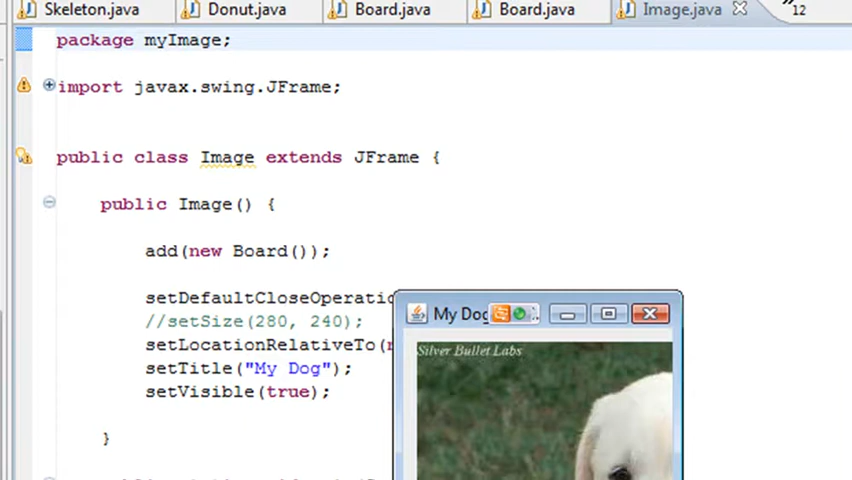 Skeleton.java Donut.java Board.java Board.java Image.java 12
package myImage;
import javax.swing.JFrame;
public class Image extends JFrame {
public Image() {
add(new Board());
setDefaultCloseOperatio
//setSize(280, 240);
setLocationRelativeTo(
setTitle("My Dog");
setVisible(true);
}
My Dog
Silver Bullet Labs